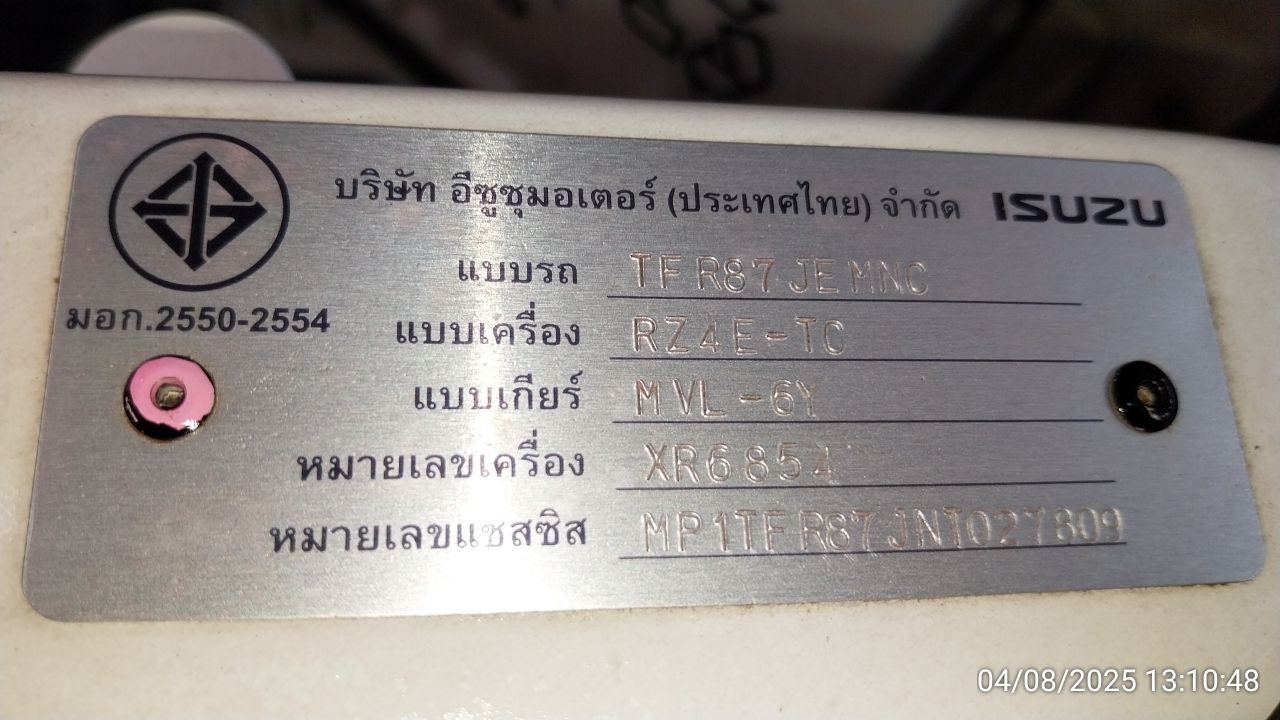 บริษัท อีซูซุมอเตอร์ (ประเทศไทย) จำกัด ISUZU
แบบรถ TFR87JEMNC
มอก.2550-2554
แบบเครื่อง RZ4E-TC
แบบเกียร์ MVL-6Y
หมายเลขเครื่อง XR6854
หมายเลขแชสซิส MP1TFR87JNT027809
04/08/2025 13:10:48